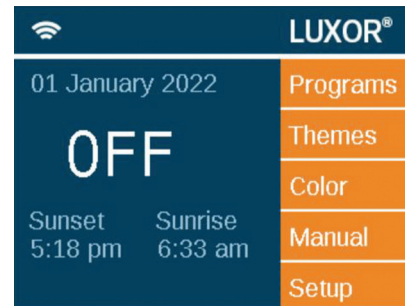 LUXOR®
01 January 2022
OFF
Sunset Sunrise
5:18 pm 6:33 am
Programs
Themes
Color
Manual
Setup